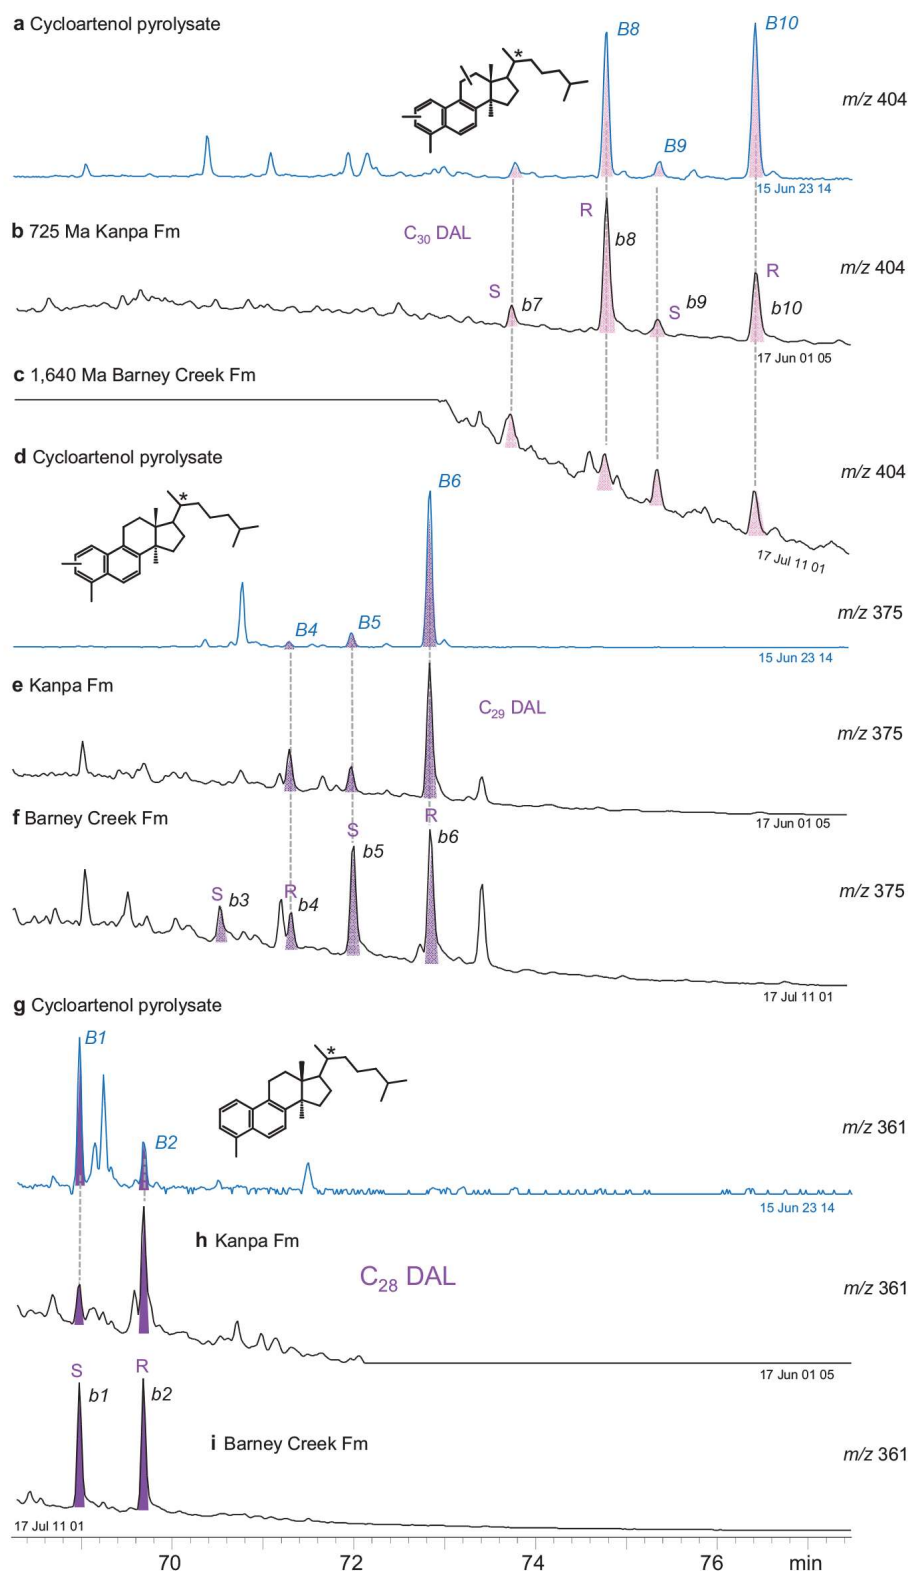 a Cycloartenol pyrolysate
B8
B10
*
m/z 404
B9
15 Jun 23 14
b 725 Ma Kanpa Fm
C30 DAL
R
b8
m/z 404
S
b7
S
b9
R
b10
17 Jun 01 05
c 1,640 Ma Barney Creek Fm
m/z 404
17 Jul 11 01
d Cycloartenol pyrolysate
B6
*
B4
B5
m/z 375
15 Jun 23 14
e Kanpa Fm
C29 DAL
m/z 375
17 Jun 01 05
f Barney Creek Fm
S
b3
R
b4
S
b5
R
b6
m/z 375
17 Jul 11 01
g Cycloartenol pyrolysate
B1
*
B2
m/z 361
15 Jun 23 14
h Kanpa Fm
C28 DAL
m/z 361
17 Jun 01 05
S
b1
R
b2
i Barney Creek Fm
m/z 361
17 Jul 11 01
70 72 74 76 min